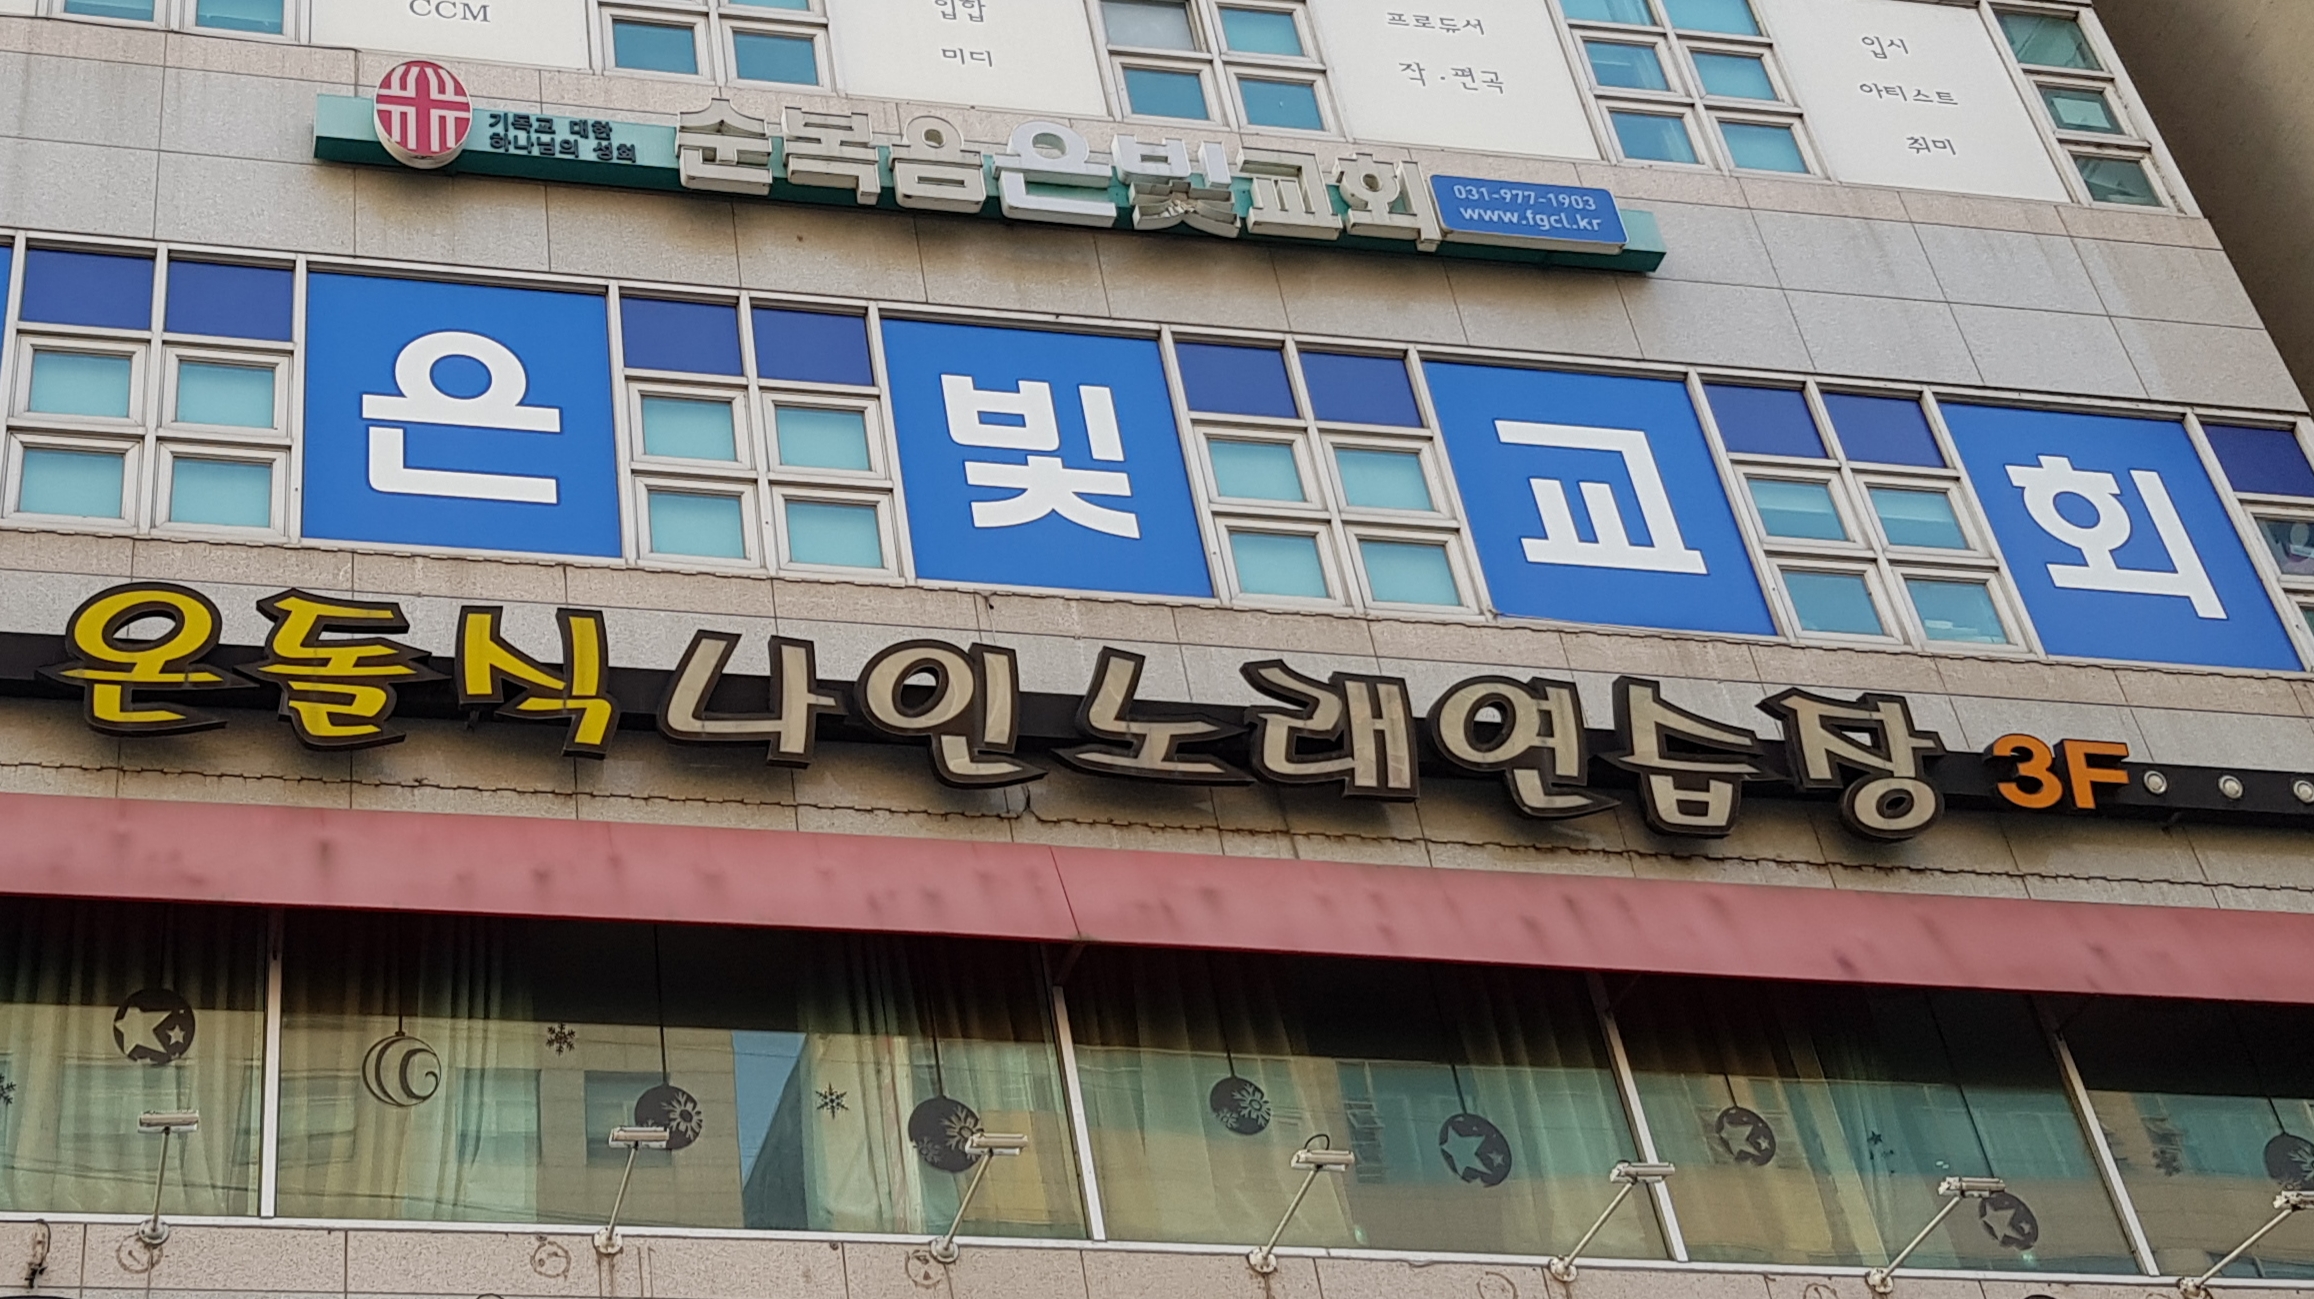 CCM
힙합
미디
프로듀서
작.편곡
입시
아티스트
취미
기독교 대한
하나님의 성회
순복음은빛교회
031-977-1903
www.fgcl.kr
은빛교회
온돌식 나인노래연습장 3F